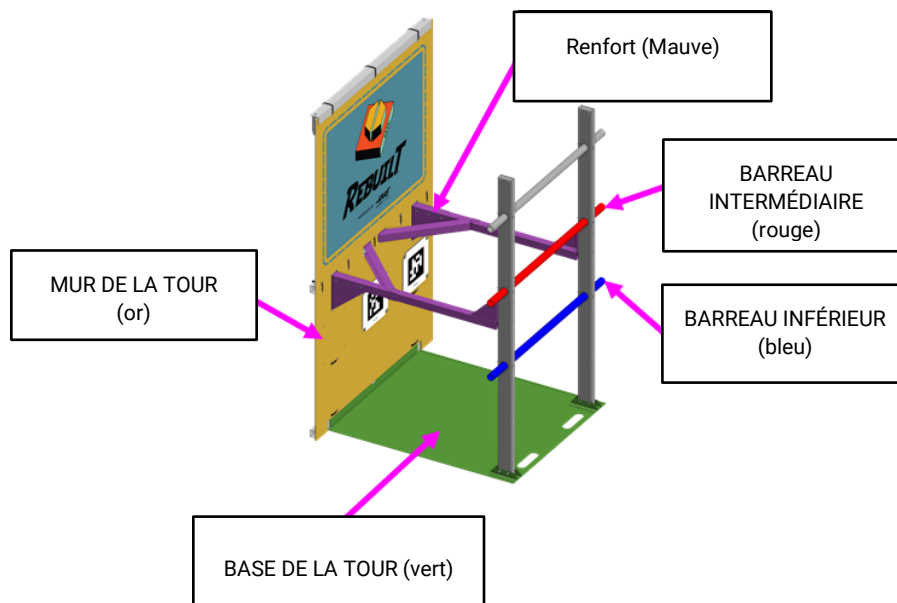 Renfort (Mauve)
BARREAU
INTERMÉDIAIRE
(rouge)
MUR DE LA TOUR
(or)
BARREAU INFÉRIEUR
(bleu)
REBUILT
BASE DE LA TOUR (vert)